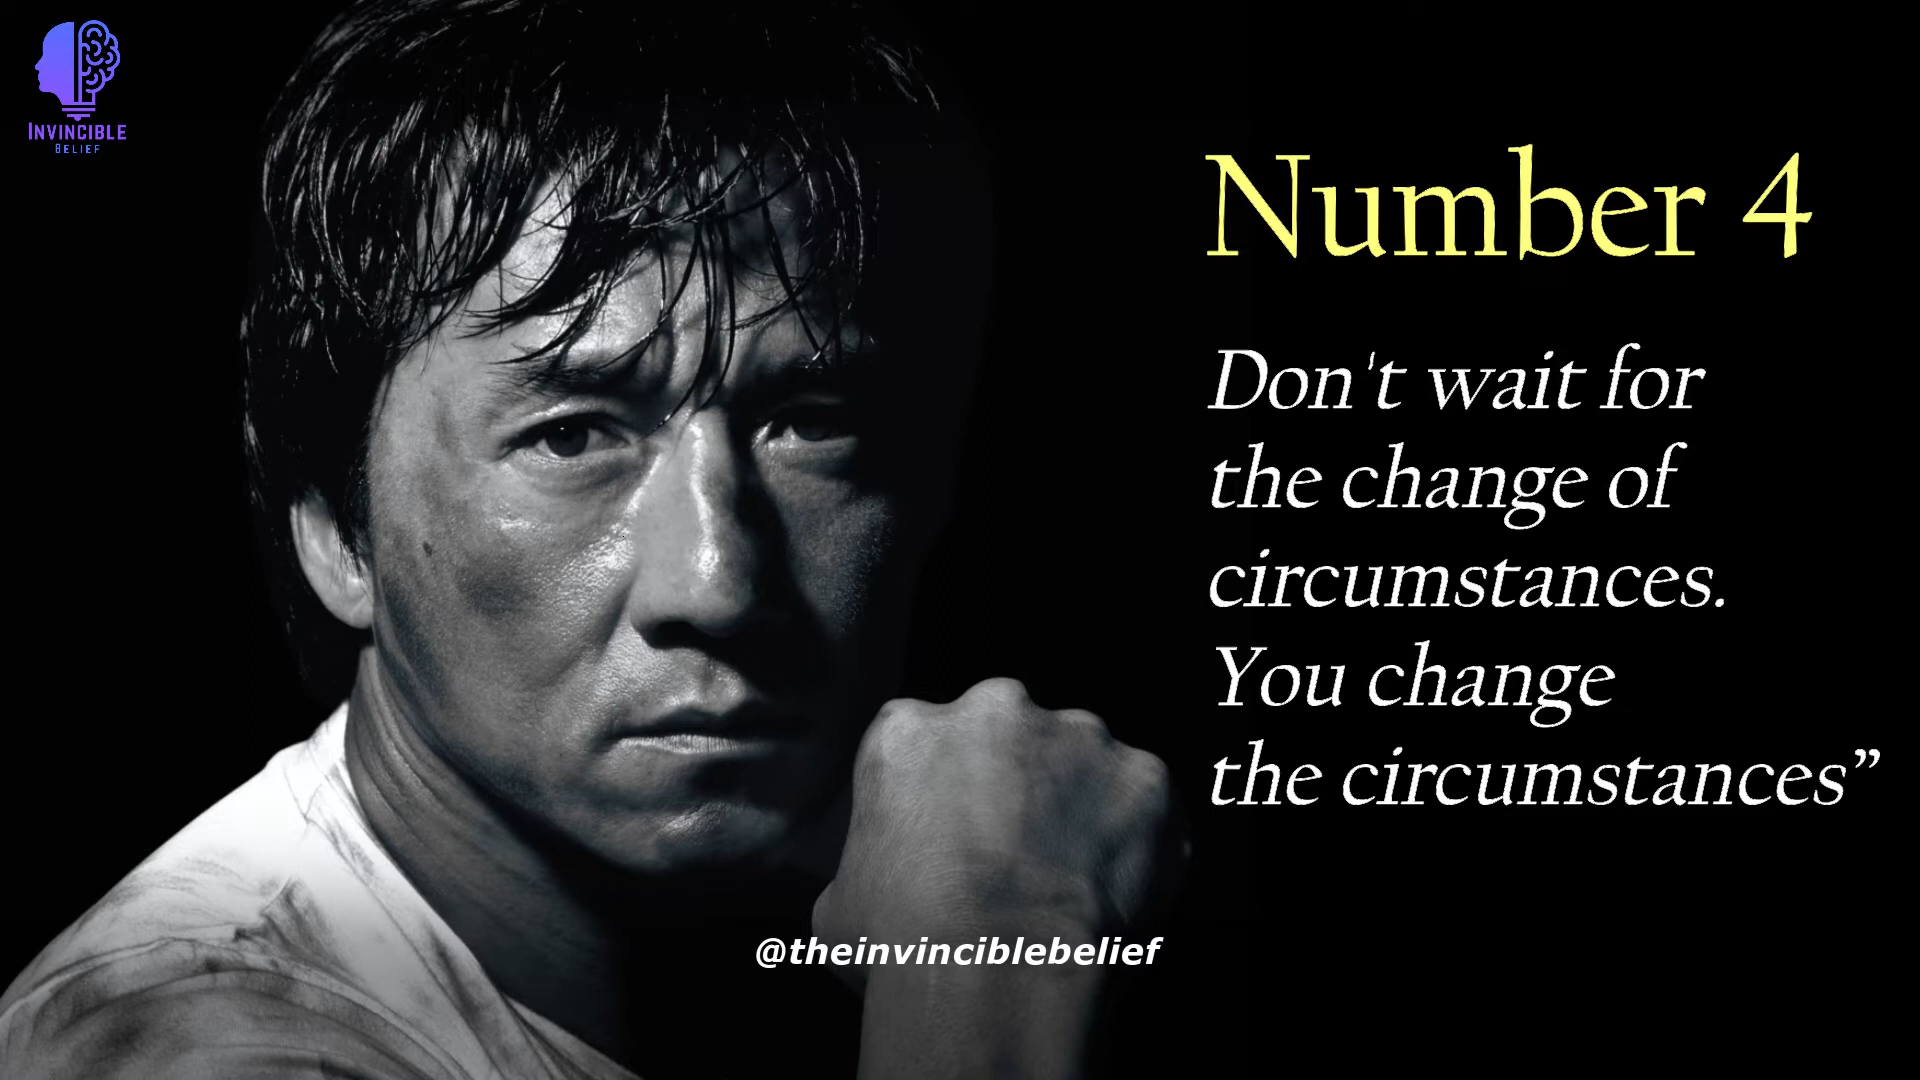 INVINCIBLE
BELIEF
Number 4
Don't wait for
the change of
circumstances.
You change
the circumstances”
@theinvinciblebelief